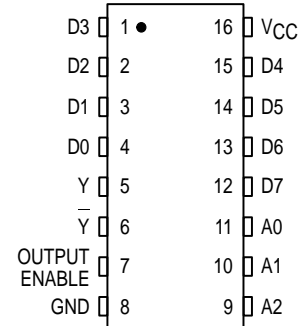 D3 1 16 VCC
D2 2 15 D4
D1 3 14 D5
D0 4 13 D6
Y 5 12 D7
Y̅ 6 11 A0
OUTPUT
ENABLE 7 10 A1
GND 8 9 A2